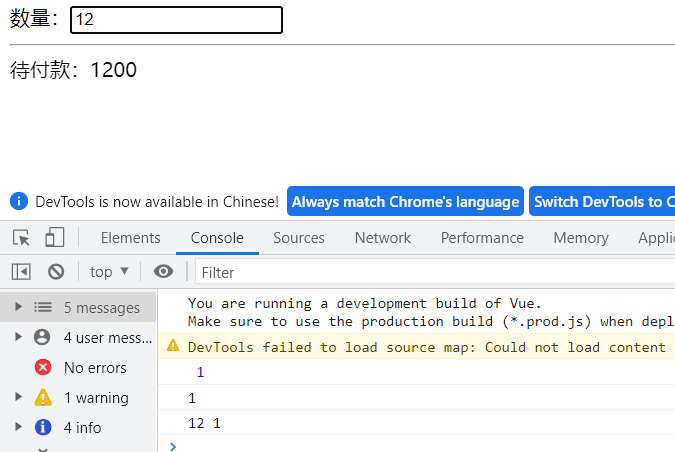 数量：12
待付款：1200
DevTools is now available in Chinese! Always match Chrome's language Switch DevTools to C
Elements Console Sources Network Performance Memory Applic
top Filter
5 messages
4 user mess...
No errors
1 warning
4 info
You are running a development build of Vue.
Make sure to use the production build (*.prod.js) when depl
DevTools failed to load source map: Could not load content
1
1
12 1